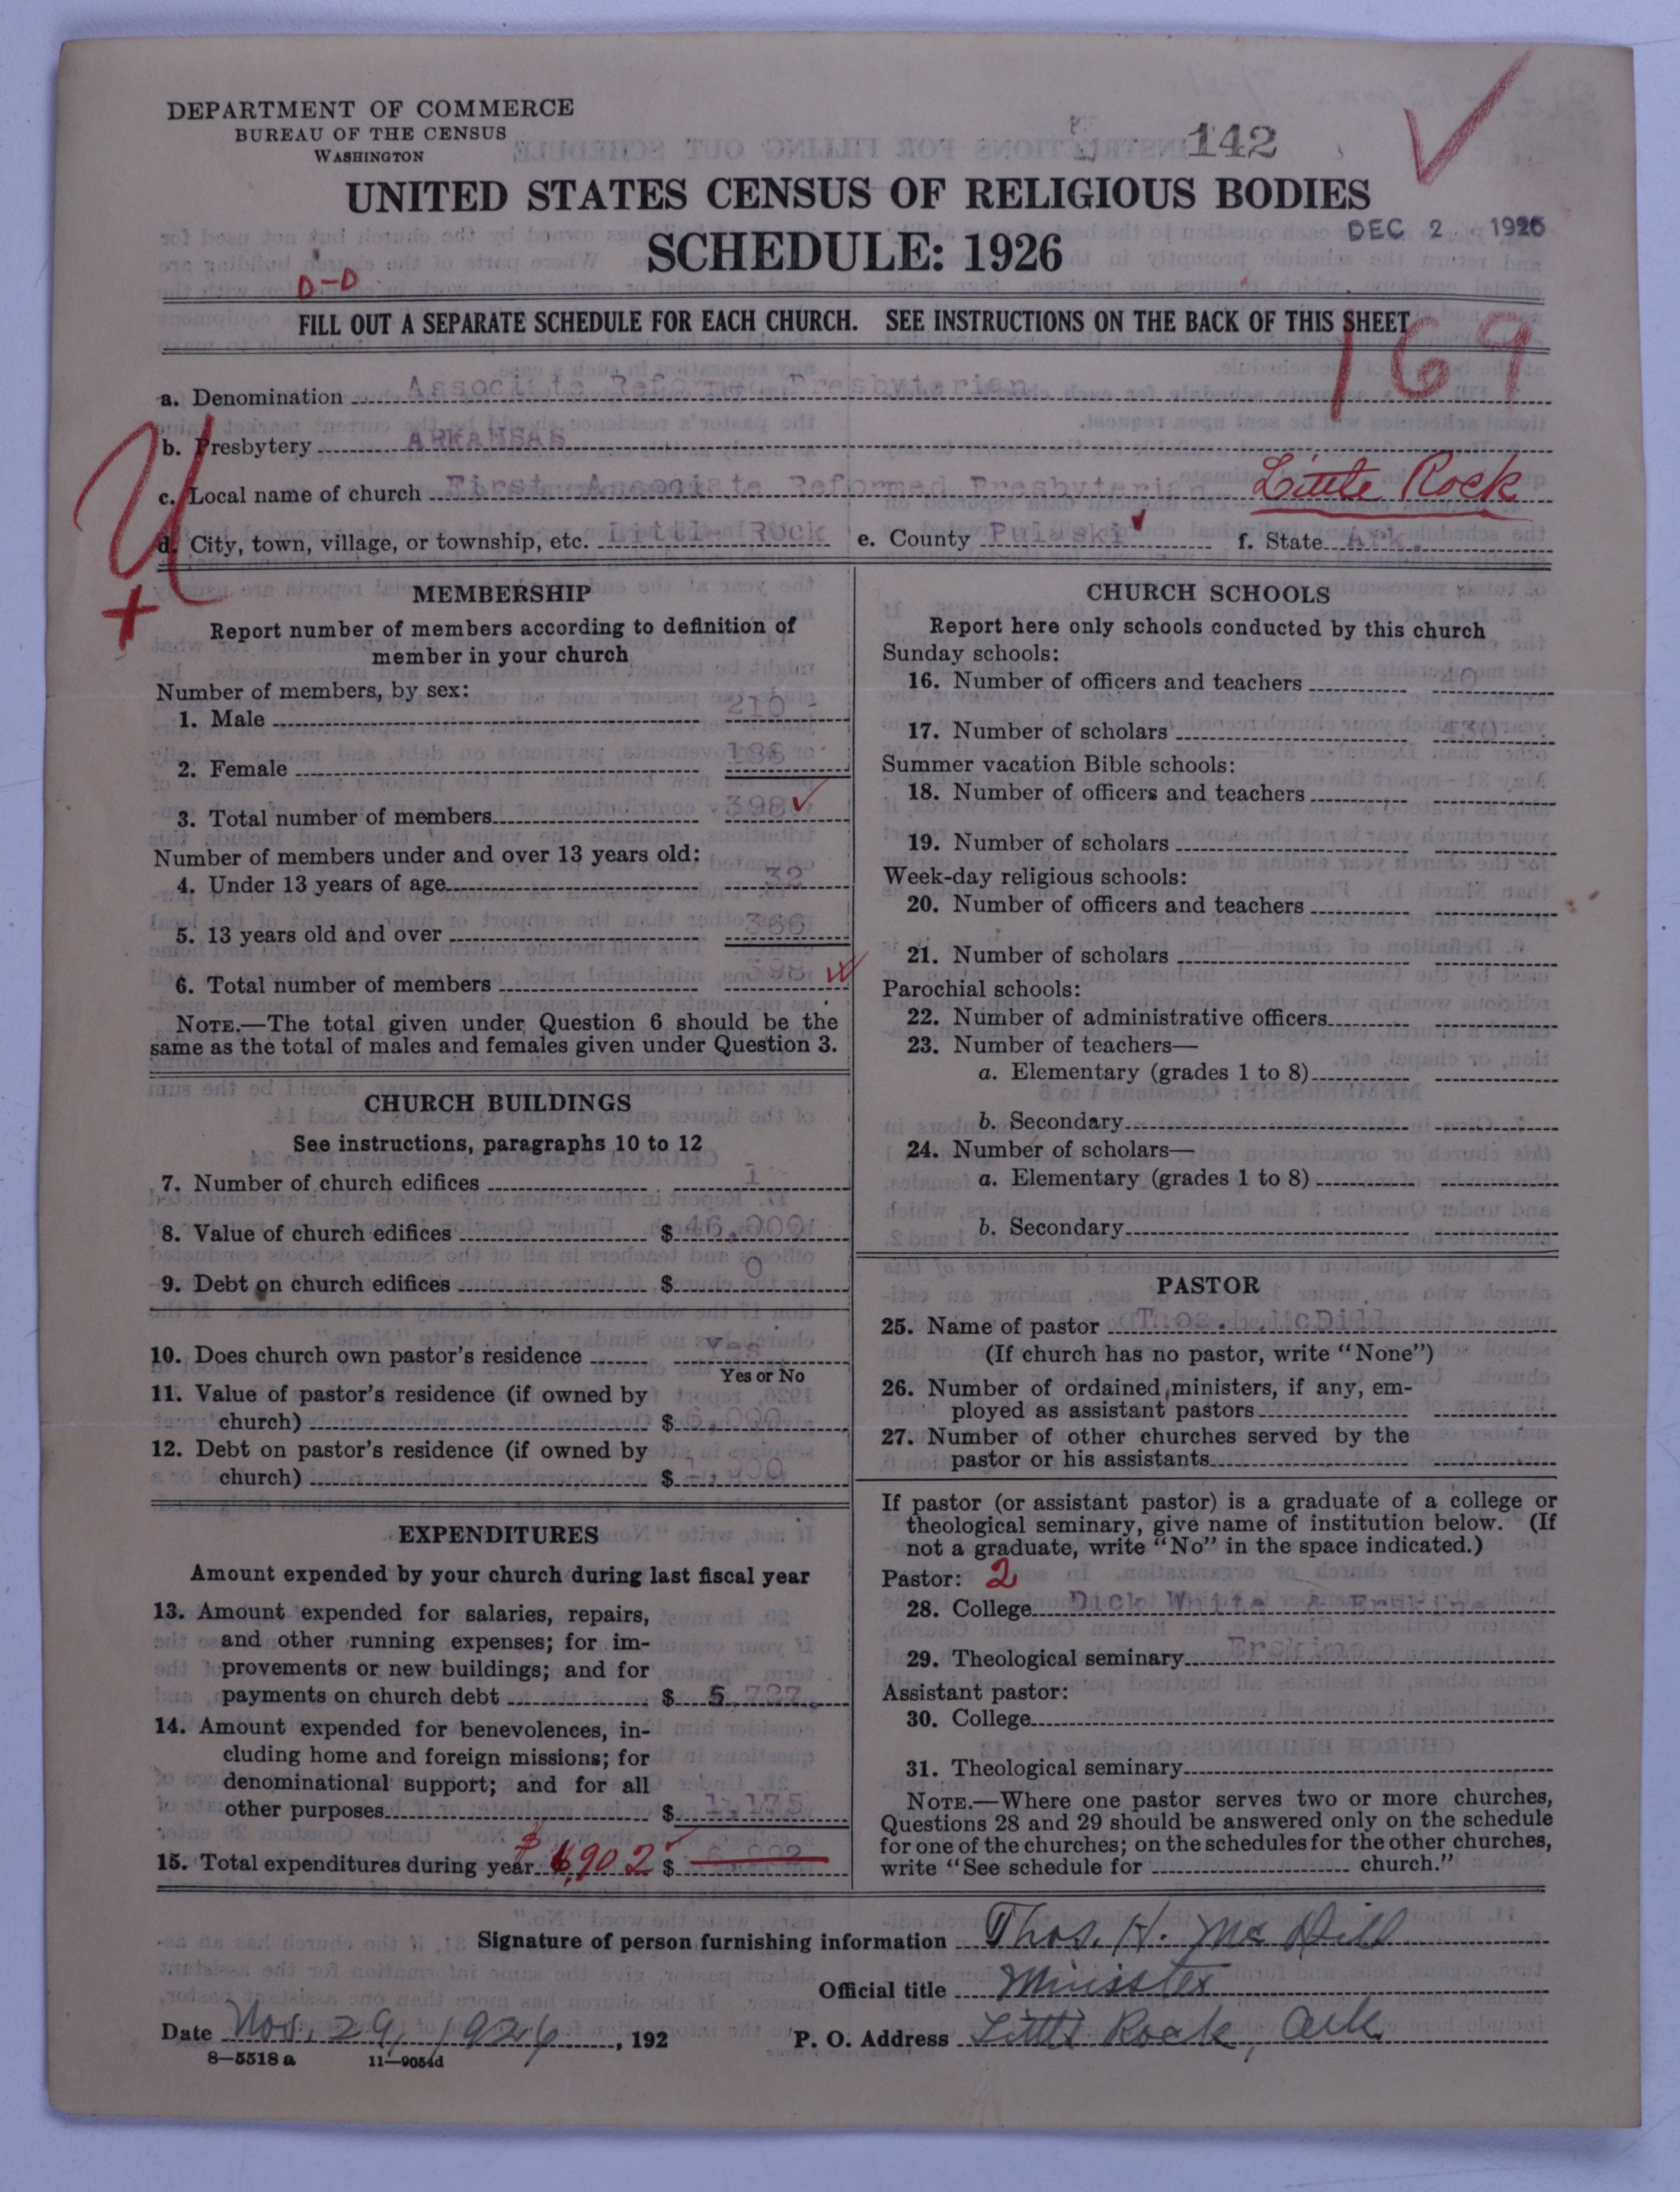 DEPARTMENT OF COMMERCE
BUREAU OF THE CENSUS
WASHINGTON
142
UNITED STATES CENSUS OF RELIGIOUS BODIES
SCHEDULE: 1926
DEC 2 1926
D-D
FILL OUT A SEPARATE SCHEDULE FOR EACH CHURCH. SEE INSTRUCTIONS ON THE BACK OF THIS SHEET
169
a. Denomination Associate Reformed Presbyterian
b. Presbytery ARKANSAS
c. Local name of church First Associate Reformed Presbyterian Little Rock
d. City, town, village, or township, etc. Little Rock e. County Pulaski f. State Ark.
MEMBERSHIP
Report number of members according to definition of
member in your church
Number of members, by sex:
1. Male 210
2. Female 188
3. Total number of members 398
Number of members under and over 13 years old:
4. Under 13 years of age 32
5. 13 years old and over 366
6. Total number of members 398
NOTE.—The total given under Question 6 should be the
same as the total of males and females given under Question 3.
CHURCH BUILDINGS
See instructions, paragraphs 10 to 12
7. Number of church edifices 1
8. Value of church edifices $ 46,000
9. Debt on church edifices $ 0
10. Does church own pastor's residence Yes
Yes or No
11. Value of pastor's residence (if owned by
church) $ 6,000
12. Debt on pastor's residence (if owned by
church) $
EXPENDITURES
Amount expended by your church during last fiscal year
13. Amount expended for salaries, repairs,
and other running expenses; for im-
provements or new buildings; and for
payments on church debt $ 5,727.
14. Amount expended for benevolences, in-
cluding home and foreign missions; for
denominational support; and for all
other purposes $ 1,175
15. Total expenditures during year $6,902 $
CHURCH SCHOOLS
Report here only schools conducted by this church
Sunday schools:
16. Number of officers and teachers 40
17. Number of scholars 430
Summer vacation Bible schools:
18. Number of officers and teachers
19. Number of scholars
Week-day religious schools:
20. Number of officers and teachers
21. Number of scholars
Parochial schools:
22. Number of administrative officers
23. Number of teachers—
a. Elementary (grades 1 to 8)
b. Secondary
24. Number of scholars—
a. Elementary (grades 1 to 8)
b. Secondary
PASTOR
25. Name of pastor Thos. McDill
(If church has no pastor, write "None")
26. Number of ordained ministers, if any, em-
ployed as assistant pastors
27. Number of other churches served by the
pastor or his assistants
If pastor (or assistant pastor) is a graduate of a college or
theological seminary, give name of institution below. (If
not a graduate, write "No" in the space indicated.)
Pastor: 2
28. College Dick White & Erskine
29. Theological seminary Erskine
Assistant pastor:
30. College
31. Theological seminary
NOTE.—Where one pastor serves two or more churches,
Questions 28 and 29 should be answered only on the schedule
for one of the churches; on the schedules for the other churches,
write "See schedule for church."
Signature of person furnishing information Thos. H. McDill
Official title Minister
Date Nov. 29, 1926, 192 P. O. Address Little Rock, Ark
8—5518 a 11—9054d